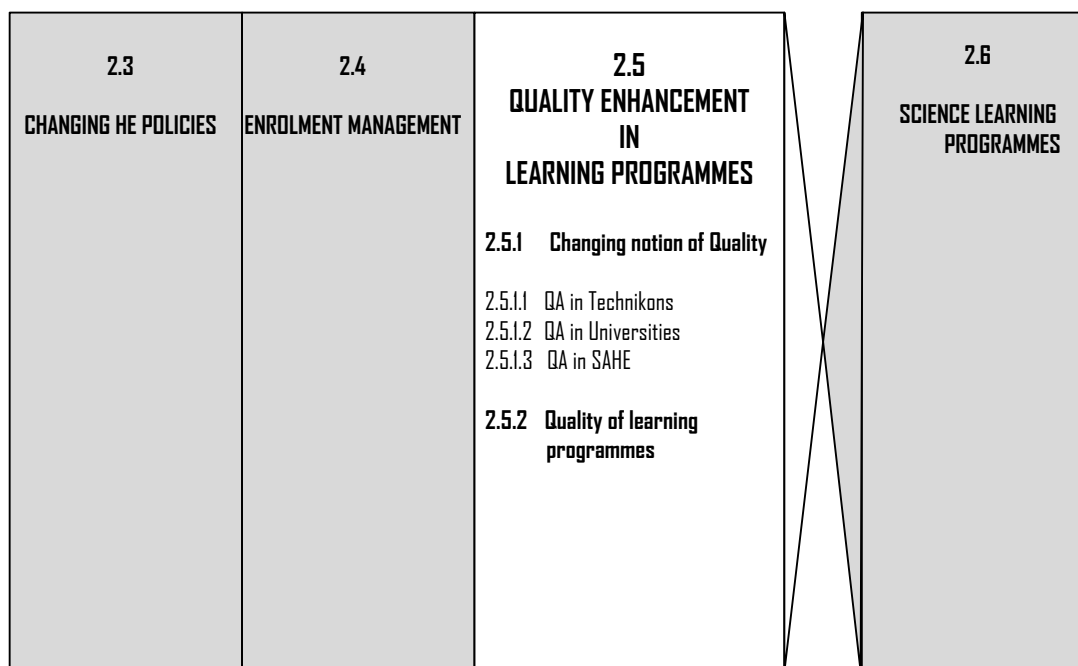 2.3
CHANGING HE POLICIES
2.4
ENROLMENT MANAGEMENT
2.5
QUALITY ENHANCEMENT
IN
LEARNING PROGRAMMES
2.5.1 Changing notion of Quality
2.5.1.1 QA in Technikons
2.5.1.2 QA in Universities
2.5.1.3 QA in SAHE
2.5.2 Quality of learning
programmes
2.6
SCIENCE LEARNING
PROGRAMMES